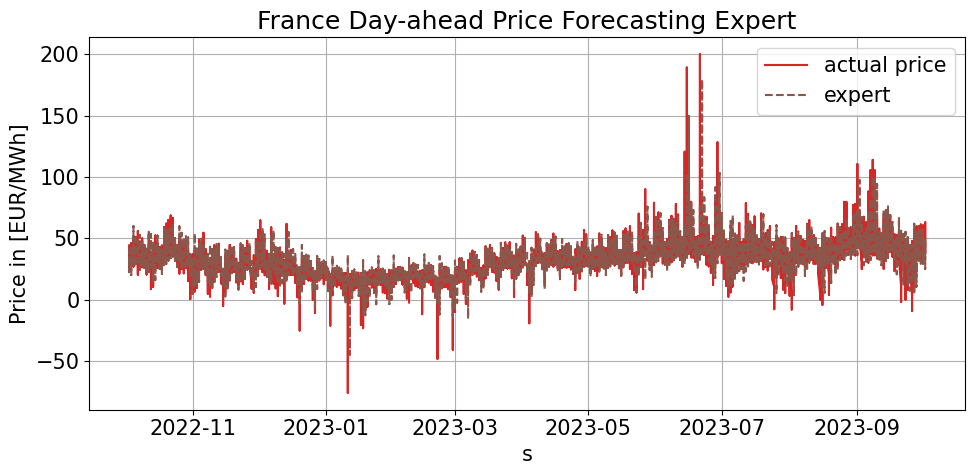 France Day-ahead Price Forecasting Expert
Price in [EUR/MWh]
200
150
100
50
0
−50
actual price
expert
2022-11 2023-01 2023-03 2023-05 2023-07 2023-09
s